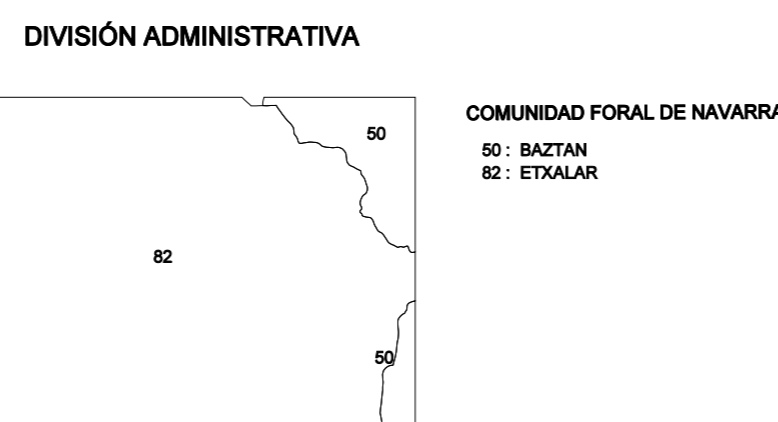 DIVISIÓN ADMINISTRATIVA
COMUNIDAD FORAL DE NAVARRA
50 : BAZTAN
82 : ETXALAR
50
82
50